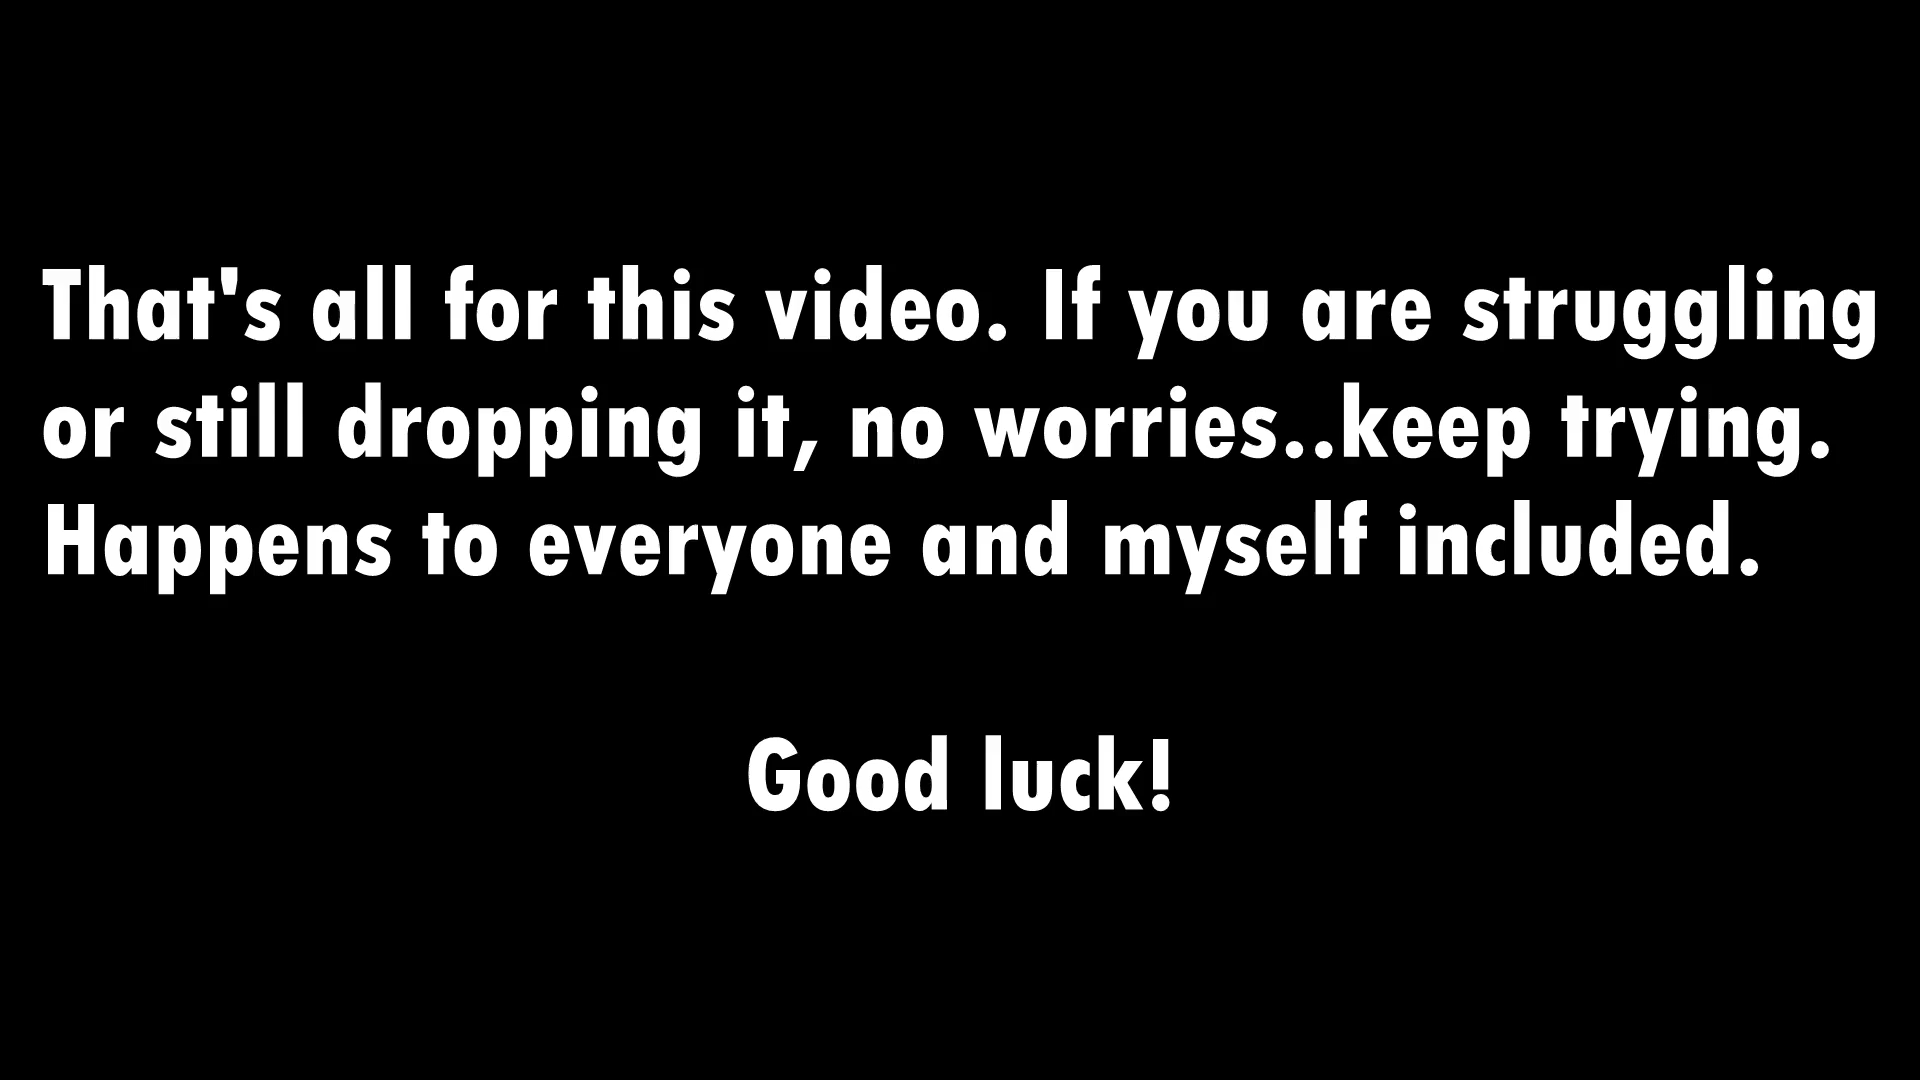 That's all for this video. If you are struggling
or still dropping it, no worries..keep trying.
Happens to everyone and myself included.
Good luck!